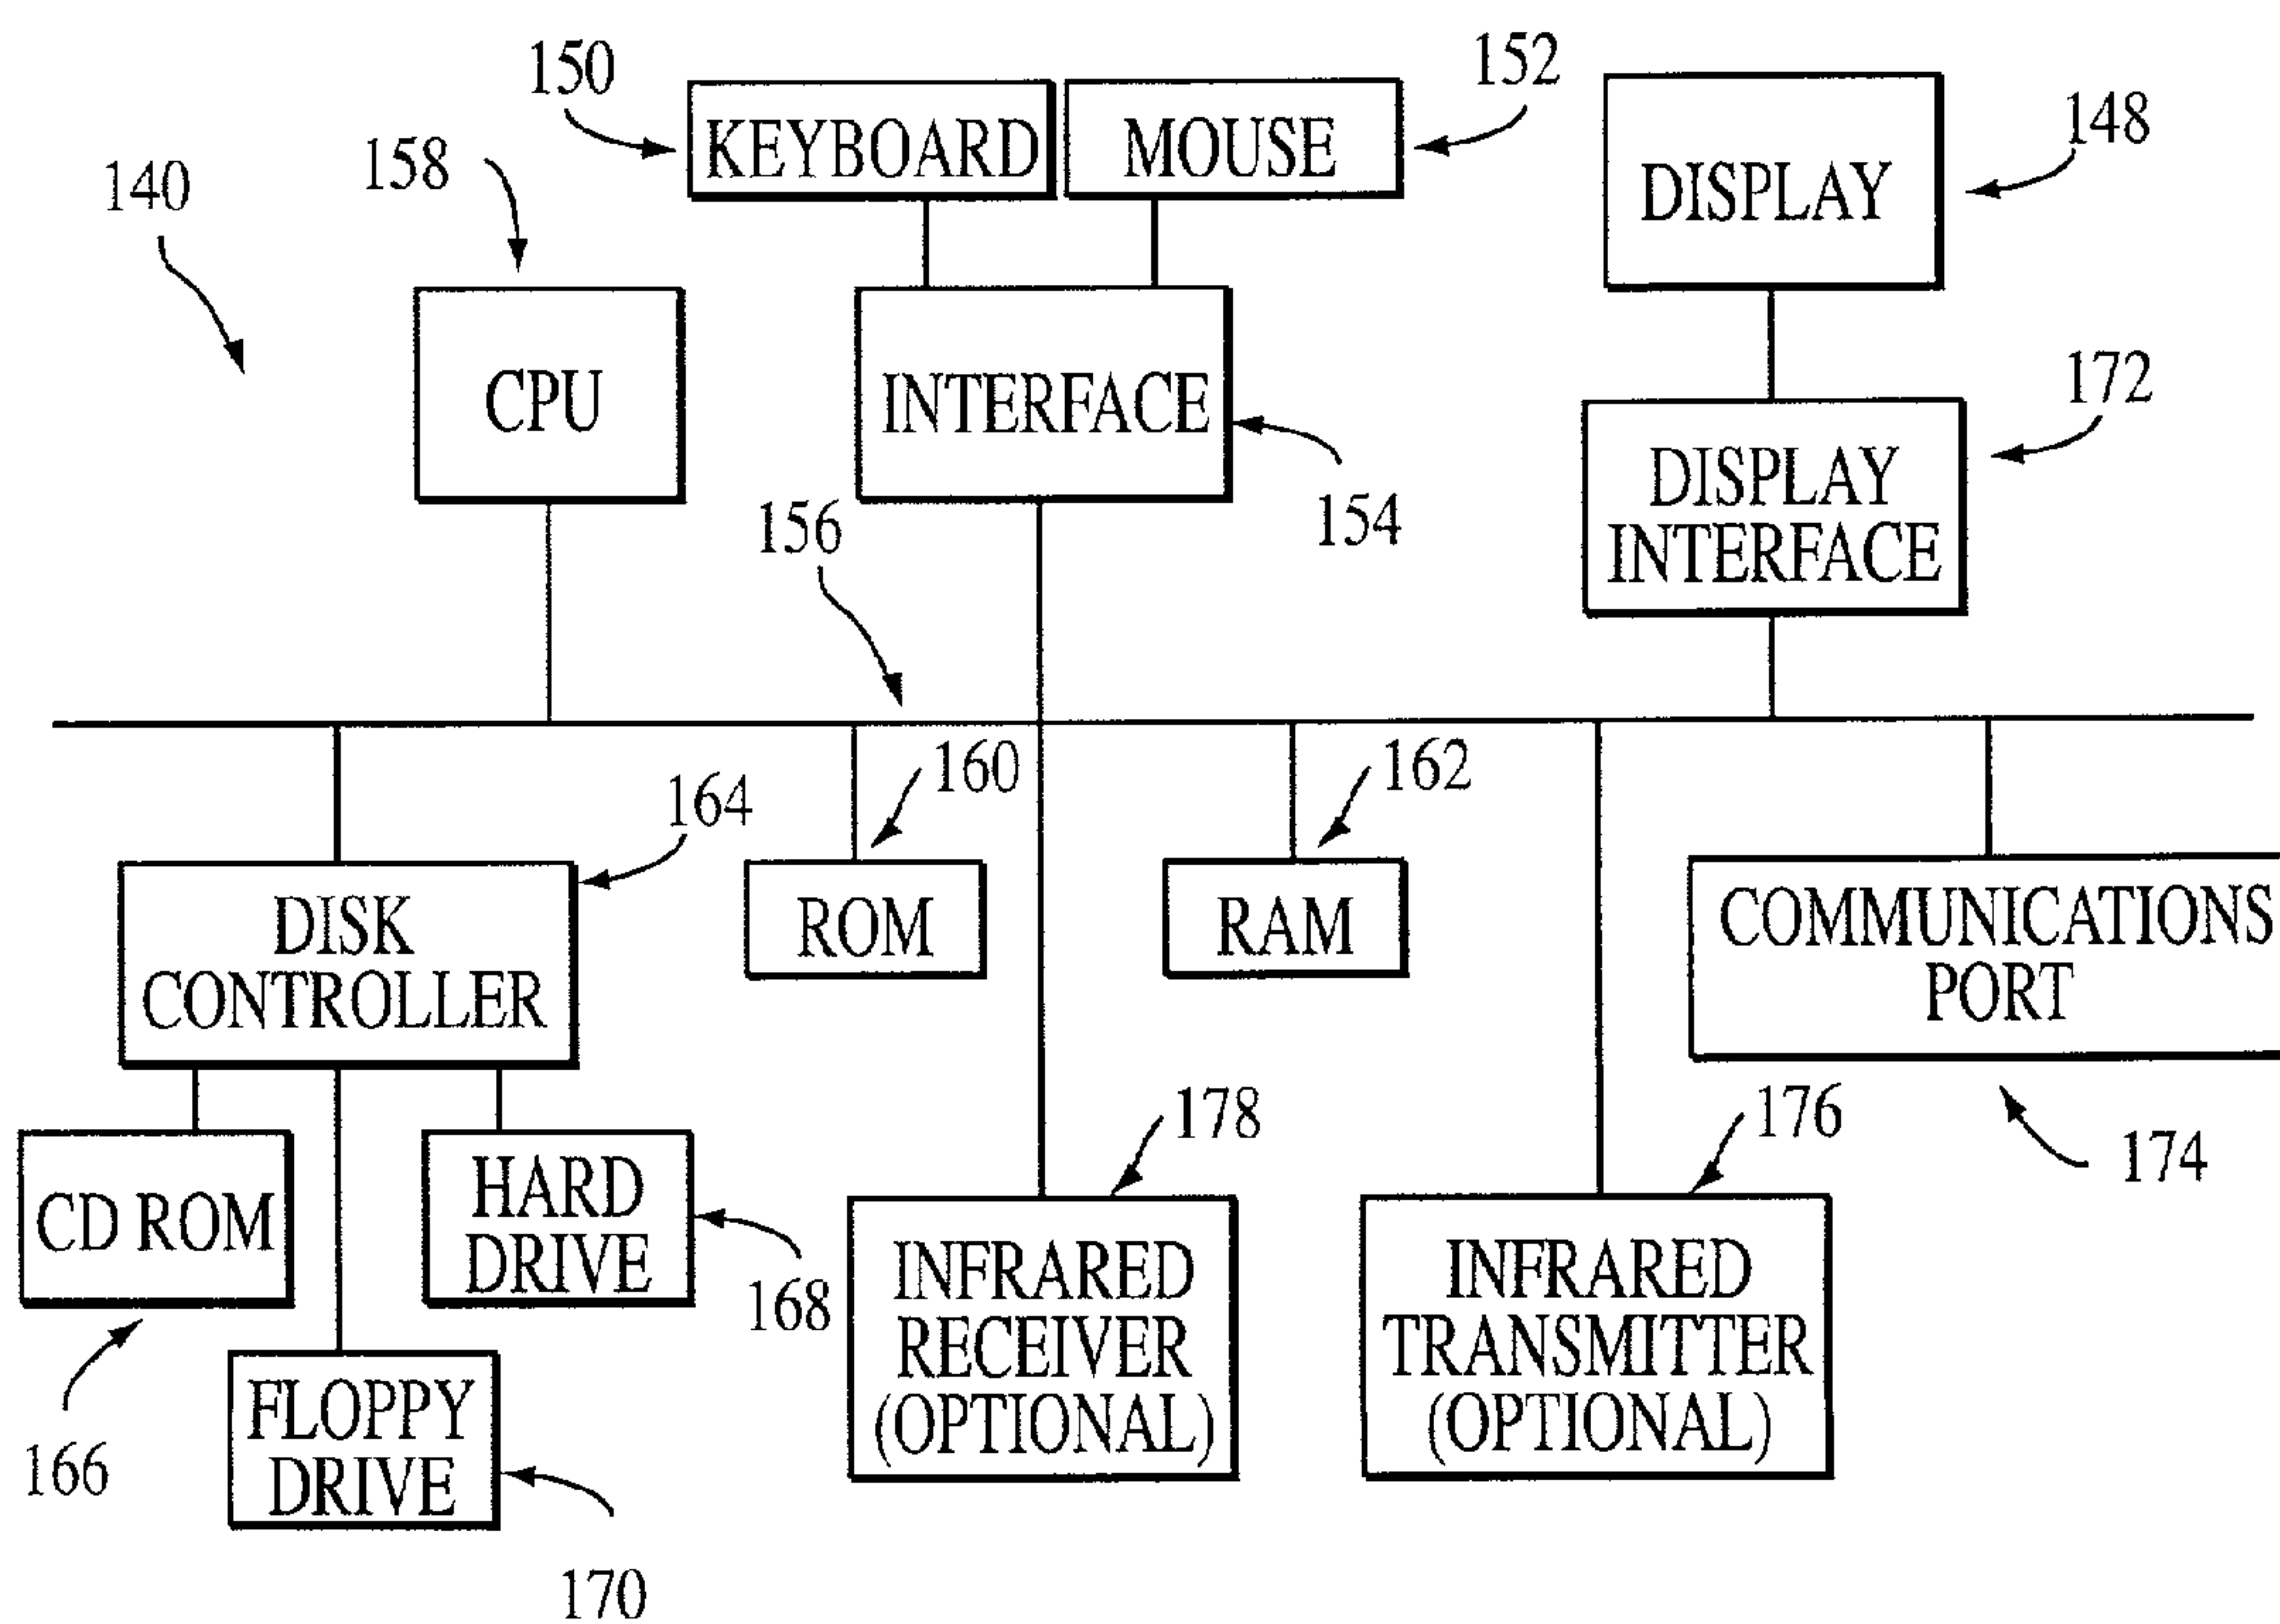 150
KEYBOARD
MOUSE
152
158
140
DISPLAY
148
CPU
INTERFACE
154
172
DISPLAY
INTERFACE
156
160
162
164
DISK
CONTROLLER
ROM
RAM
COMMUNICATIONS
PORT
174
178
176
CD ROM
166
HARD
DRIVE
168
FLOPPY
DRIVE
170
INFRARED
RECEIVER
(OPTIONAL)
INFRARED
TRANSMITTER
(OPTIONAL)